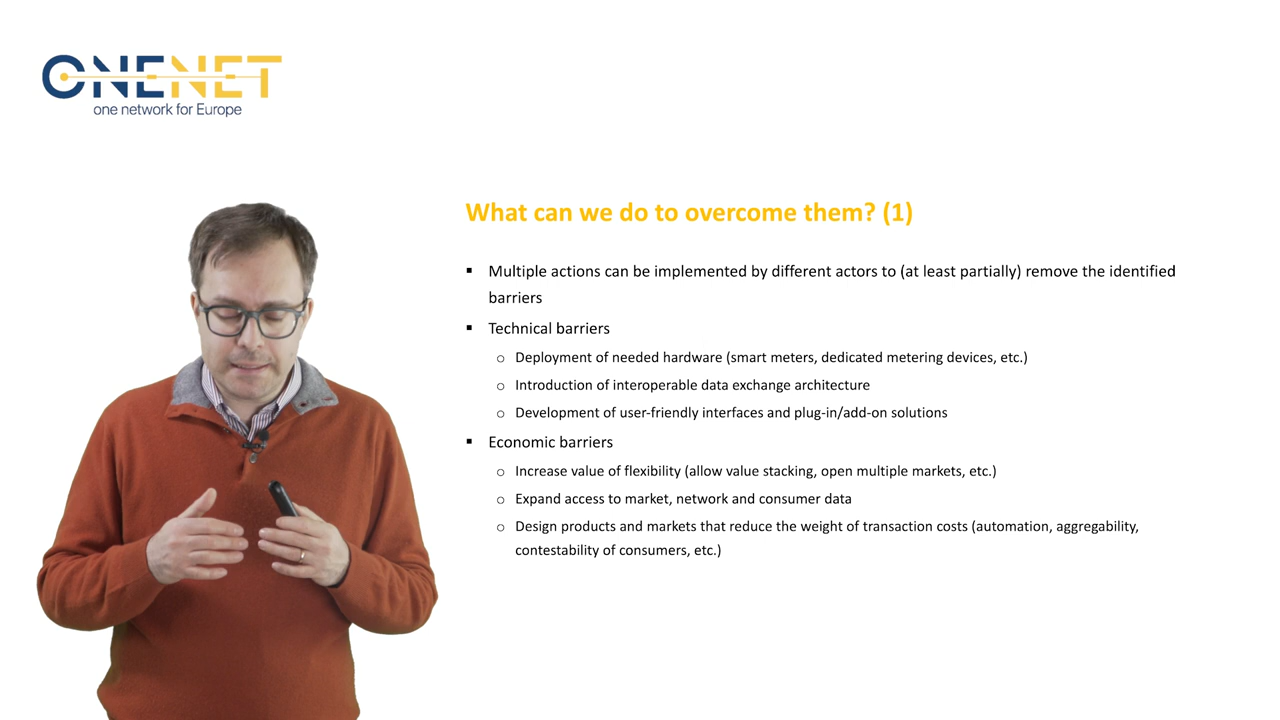 ONENET
one network for Europe
What can we do to overcome them? (1)
▪ Multiple actions can be implemented by different actors to (at least partially) remove the identified
barriers
▪ Technical barriers
o Deployment of needed hardware (smart meters, dedicated metering devices, etc.)
o Introduction of interoperable data exchange architecture
o Development of user-friendly interfaces and plug-in/add-on solutions
▪ Economic barriers
o Increase value of flexibility (allow value stacking, open multiple markets, etc.)
o Expand access to market, network and consumer data
o Design products and markets that reduce the weight of transaction costs (automation, aggregability,
contestability of consumers, etc.)